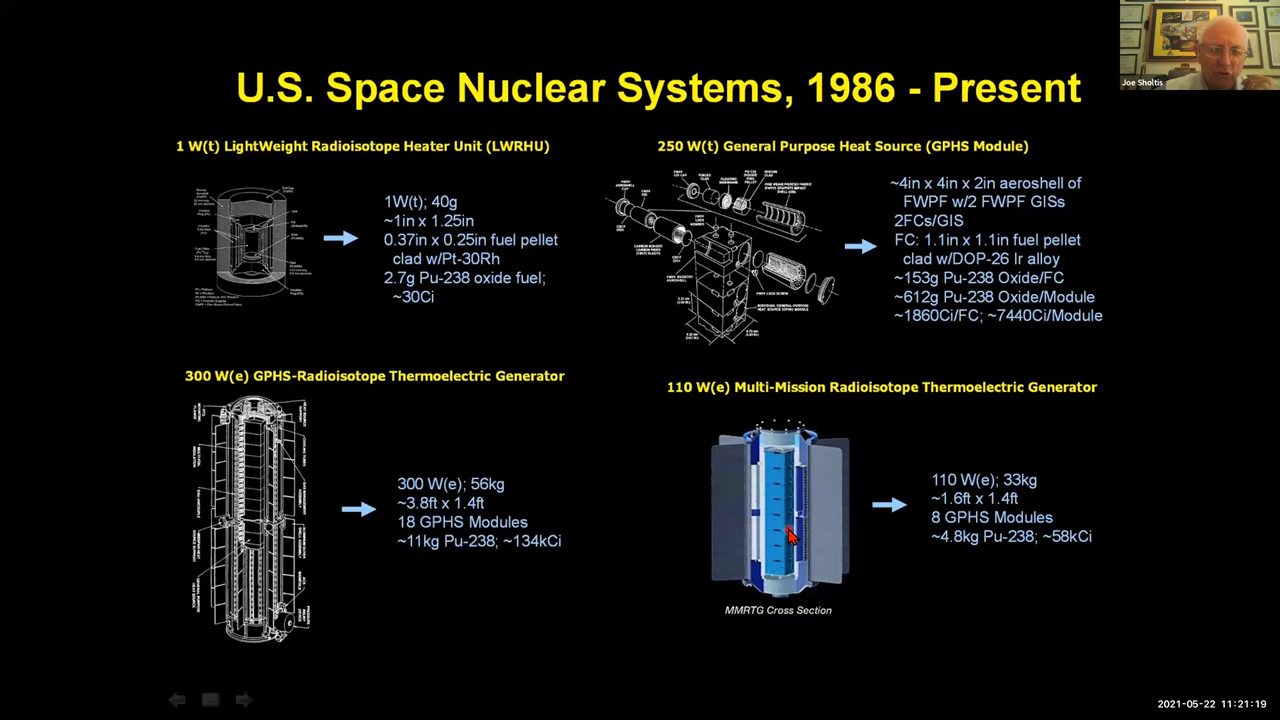 Joe Sholtis
U.S. Space Nuclear Systems, 1986 - Present
1 W(t) LightWeight Radioisotope Heater Unit (LWRHU)
1W(t); 40g
~1in x 1.25in
0.37in x 0.25in fuel pellet
clad w/Pt-30Rh
2.7g Pu-238 oxide fuel;
~30Ci
250 W(t) General Purpose Heat Source (GPHS Module)
~4in x 4in x 2in aeroshell of
FWPF w/2 FWPF GISs
2FCs/GIS
FC: 1.1in x 1.1in fuel pellet
clad w/DOP-26 Ir alloy
~153g Pu-238 Oxide/FC
~612g Pu-238 Oxide/Module
~1860Ci/FC; ~7440Ci/Module
300 W(e) GPHS-Radioisotope Thermoelectric Generator
300 W(e); 56kg
~3.8ft x 1.4ft
18 GPHS Modules
~11kg Pu-238; ~134kCi
110 W(e) Multi-Mission Radioisotope Thermoelectric Generator
110 W(e); 33kg
~1.6ft x 1.4ft
8 GPHS Modules
~4.8kg Pu-238; ~58kCi
MMRTG Cross Section
2021-05-22 11:21:19